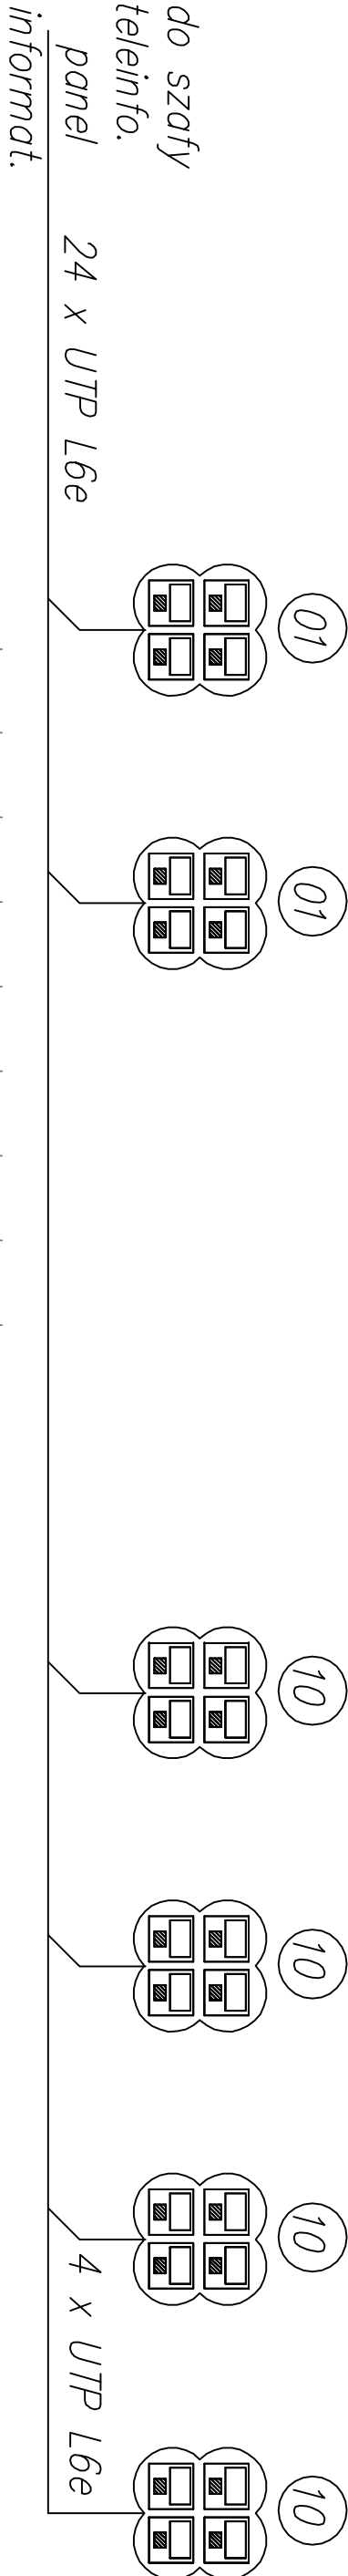 do szafy
teleinfo.
panel
informat.
24 x UTP L6e
01
01
10
10
10
4 x UTP L6e
10